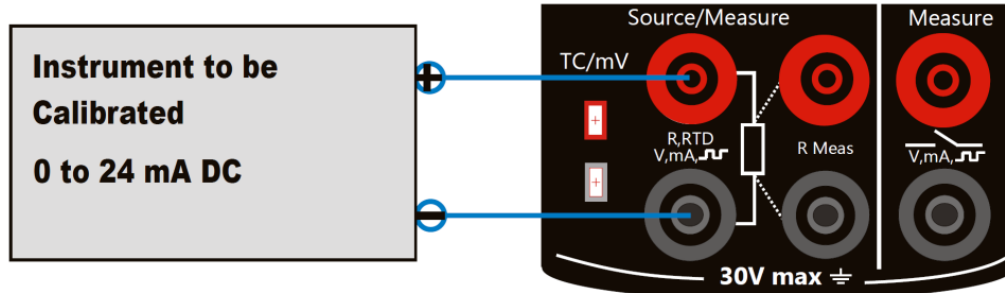 Instrument to be
Calibrated
0 to 24 mA DC
+
-
Source/Measure
Measure
TC/mV
+
+
R,RTD
V,mA,
R Meas
V,mA,
30V max